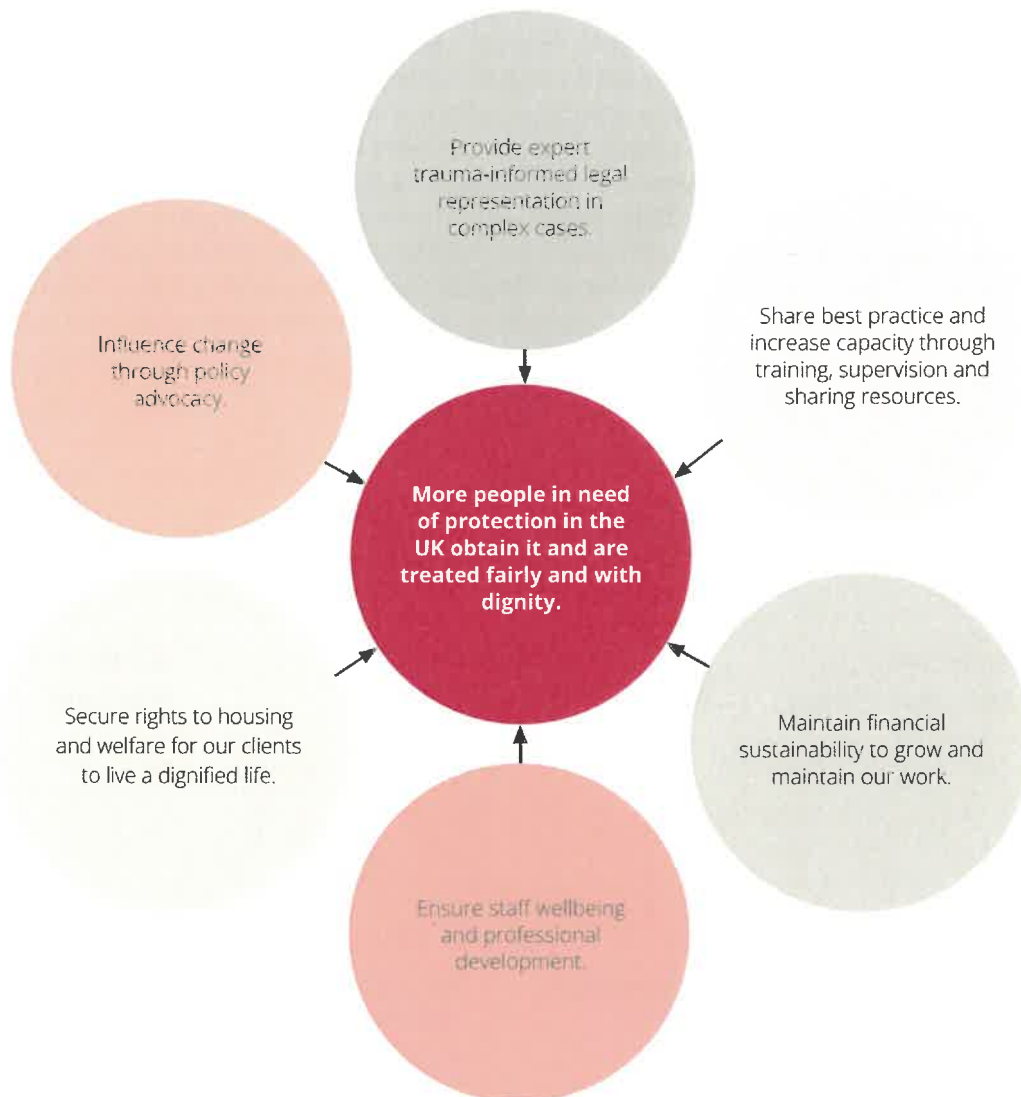 Provide expert
trauma-informed legal
representation in
complex cases.
Influence change
through policy
advocacy.
Share best practice and
increase capacity through
training, supervision and
sharing resources.
More people in need
of protection in the
UK obtain it and are
treated fairly and with
dignity.
Secure rights to housing
and welfare for our clients
to live a dignified life.
Maintain financial
sustainability to grow and
maintain our work.
Ensure staff wellbeing
and professional
development.